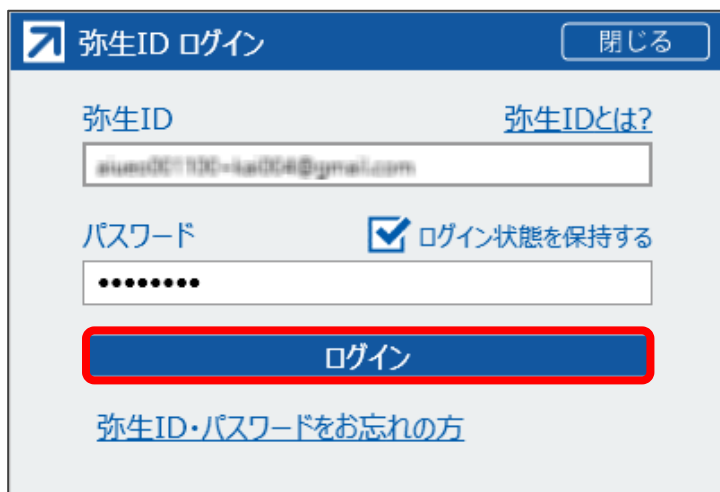 弥生ID ログイン
閉じる
弥生ID
弥生IDとは?
パスワード
ログイン状態を保持する
••••••••
ログイン
弥生ID・パスワードをお忘れの方